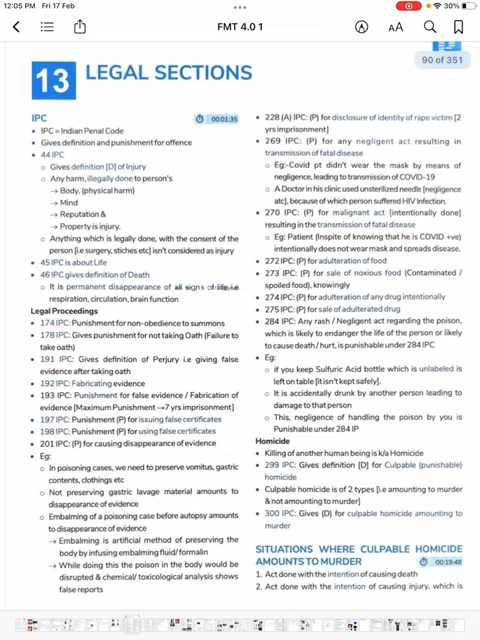 12:05 PM Fri 17 Feb
30%
FMT 4.0 1
AA
90 of 351
13 LEGAL SECTIONS
IPC
00:01:35
• IPC = Indian Penal Code
• Gives definition and punishment for offence
• 44 IPC
o Gives definition [D] of Injury
o Any harm, illegally done to person's
→ Body, (physical harm)
→ Mind
→ Reputation &
→ Property is injury.
o Anything which is legally done, with the consent of the
person [i.e surgery, stiches etc] isn't considered as injury
• 45 IPC is about Life
• 46 IPC gives definition of Death
o It is permanent disappearance of all signs of life i.e
respiration, circulation, brain function
Legal Proceedings
• 174 IPC: Punishment for non-obedience to summons
• 178 IPC: Gives punishment for not taking Oath (Failure to
take oath)
• 191 IPC: Gives definition of Perjury i.e giving false
evidence after taking oath
• 192 IPC: Fabricating evidence
• 193 IPC: Punishment for false evidence / Fabrication of
evidence [Maximum Punishment →7 yrs imprisonment]
• 197 IPC: Punishment(P) for issuing false certificates
• 198 IPC: Punishment(P) for using false certificates
• 201 IPC: (P) for causing disappearance of evidence
• Eg:
o In poisoning cases, we need to preserve vomitus, gastric
contents, clothings etc
o Not preserving gastric lavage material amounts to
disappearance of evidence
o Embalming of a poisoning case before autopsy amounts
to disappearance of evidence
→ Embalming is artificial method of preserving the
body by infusing embalming fluid/ formalin
→ While doing this the poison in the body would be
disrupted & chemical/ toxicological analysis shows
false reports
• 228 (A) IPC: (P) for disclosure of identity of rape victim [2
yrs imprisonment]
• 269 IPC: (P) for any negligent act resulting in
transmission of fatal disease
o Eg:-Covid pt didn't wear the mask by means of
negligence, leading to transmission of COVID-19
o A Doctor in his clinic used unsterilized needle [negligence
atc], because of which person suffered HIV Infection.
• 270 IPC: (P) for malignant act [intentionally done]
resulting in the transmission of fatal disease
o Eg: Patient (Inspite of knowing that he is COVID +ve)
intentionally does not wear mask and spreads disease.
• 272 IPC: (P) for adulteration of food
• 273 IPC: (P) for sale of noxious food (Contaminated /
spoiled food), knowingly
• 274 IPC: (P) for adulteration of any drug intentionally
• 275 IPC: (P) for sale of adulterated drug
• 284 IPC: Any rash / Negligent act regarding the poison,
which is likely to endanger the life of the person or likely
to cause death/ hurt, is punishable under 284 IPC
• Eg:
o if you keep Sulfuric Acid bottle which is unlabeled is
left on table [it isn't kept safely].
o It is accidentally drunk by another person leading to
damage to that person
o This, negligence of handling the poison by you is
Punishable under 284 IP
Homicide
• Killing of another human being is k/a Homicide
• 299 IPC: Gives definition [D] for Culpable (punishable)
homicide
• Culpable homicide is of 2 types [i.e amounting to murder
& not amounting to murder]
• 300 IPC: Gives (D) for culpable homicide amounting to
murder
SITUATIONS WHERE CULPABLE HOMICIDE
AMOUNTS TO MURDER
00:19:48
1. Act done with the intention of causing death
2. Act done with the intention of causing injury, which is